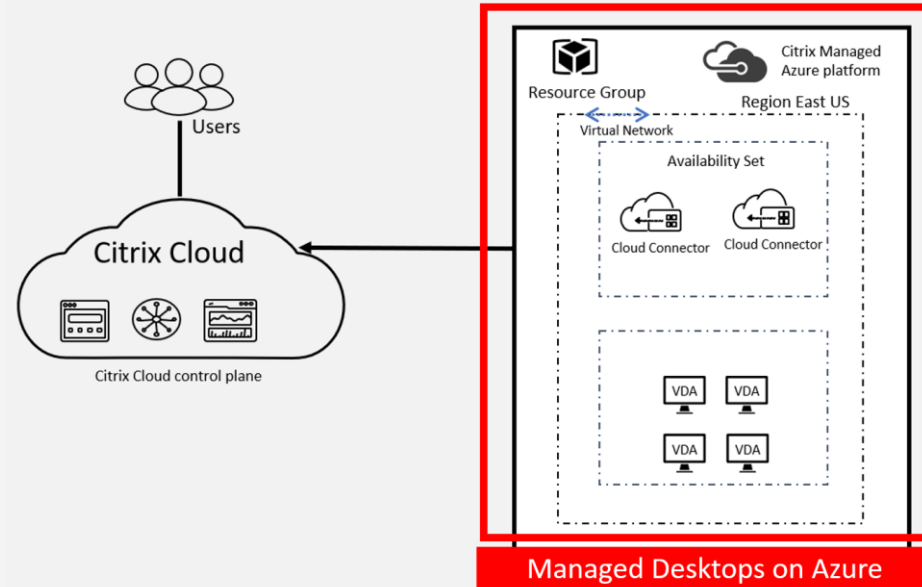 Users
Citrix Cloud
Citrix Cloud control plane
Resource Group
Citrix Managed
Azure platform
Region East US
Virtual Network
Availability Set
Cloud Connector
Cloud Connector
VDA
VDA
VDA
VDA
Managed Desktops on Azure